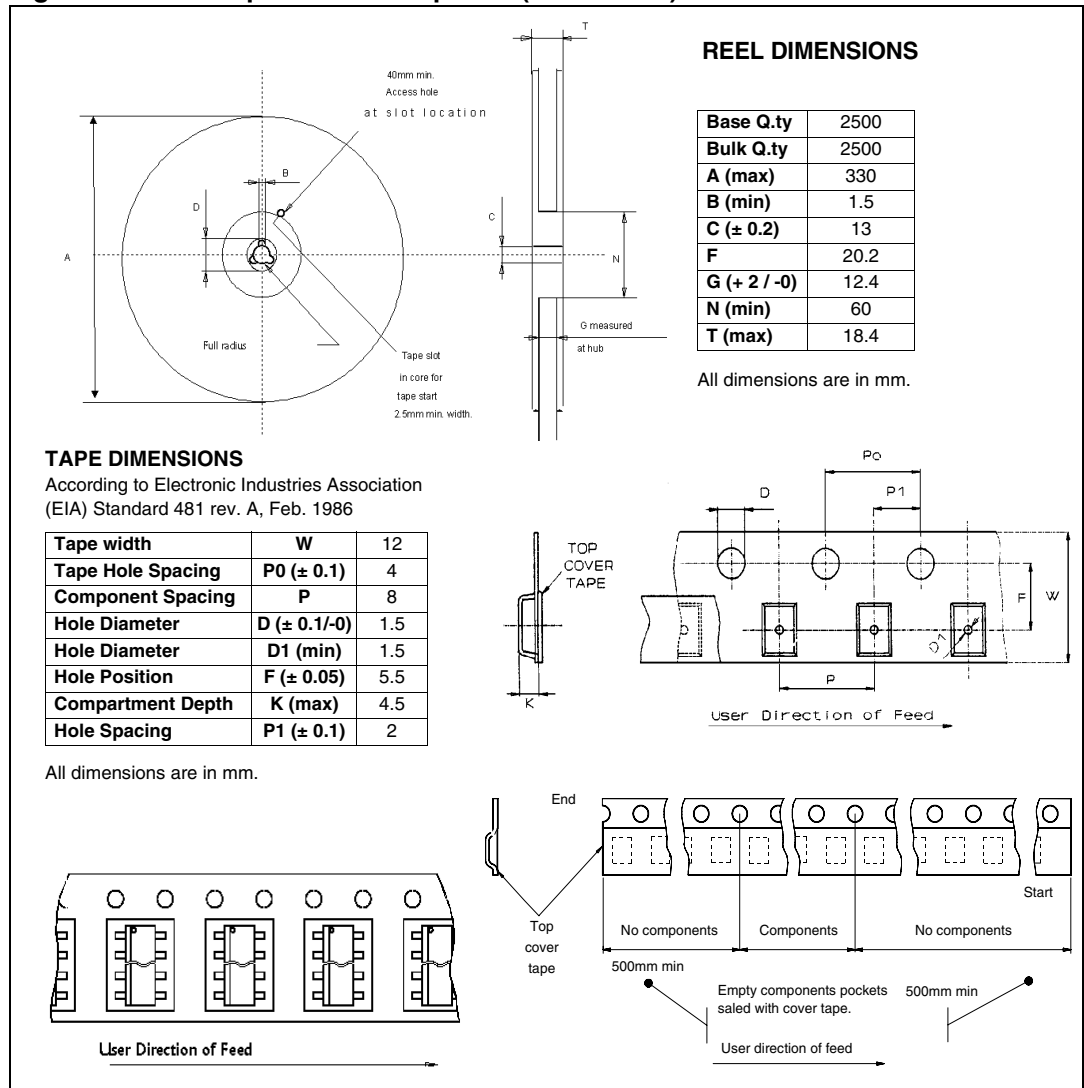 T
REEL DIMENSIONS
40mm min.
Access hole
at slot location
B
D
C
A
N
Full radius
Tape slot
in core for
tape start
2.5mm min. width.
G measured
at hub
Base Q.ty 2500
Bulk Q.ty 2500
A (max) 330
B (min) 1.5
C (± 0.2) 13
F 20.2
G (+ 2 / -0) 12.4
N (min) 60
T (max) 18.4
All dimensions are in mm.
TAPE DIMENSIONS
According to Electronic Industries Association
(EIA) Standard 481 rev. A, Feb. 1986
Tape width W 12
Tape Hole Spacing P0 (± 0.1) 4
Component Spacing P 8
Hole Diameter D (± 0.1/-0) 1.5
Hole Diameter D1 (min) 1.5
Hole Position F (± 0.05) 5.5
Compartment Depth K (max) 4.5
Hole Spacing P1 (± 0.1) 2
All dimensions are in mm.
TOP
COVER
TAPE
K
Po
D
P1
F
W
D1
P
User Direction of Feed
End
Start
Top
cover
tape
No components
Components
No components
500mm min
Empty components pockets
saled with cover tape.
500mm min
User direction of feed
User Direction of Feed